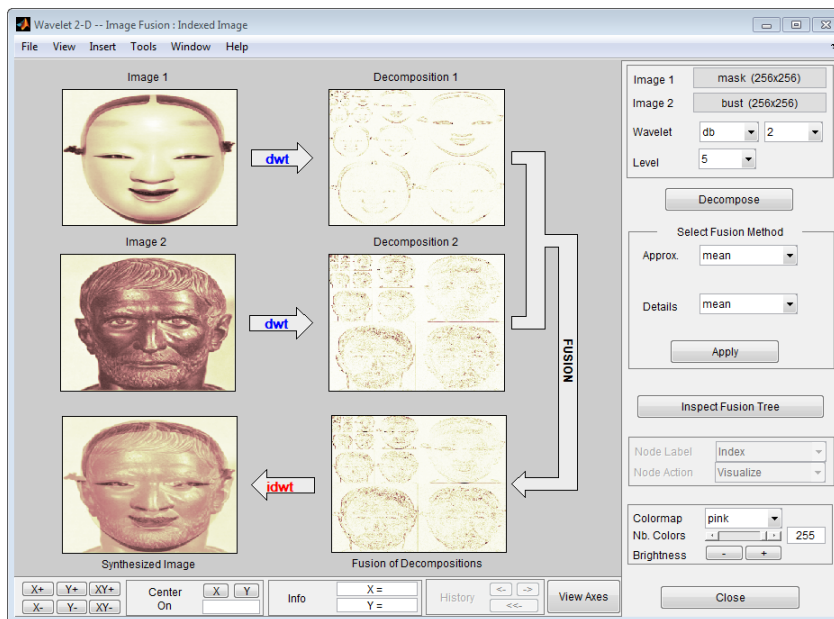 Wavelet 2-D -- Image Fusion : Indexed Image
File View Insert Tools Window Help
Image 1
Decomposition 1
dwt
Image 2
Decomposition 2
dwt
FUSION
idwt
Synthesized Image
Fusion of Decompositions
Image 1 mask (256x256)
Image 2 bust (256x256)
Wavelet db 2
Level 5
Decompose
Select Fusion Method
Approx. mean
Details mean
Apply
Inspect Fusion Tree
Node Label Index
Node Action Visualize
Colormap pink
Nb. Colors 255
Brightness - +
Close
X+ Y+ XY+
X- Y- XY-
Center On
X Y
Info
X =
Y =
History
<- ->
<<-
View Axes